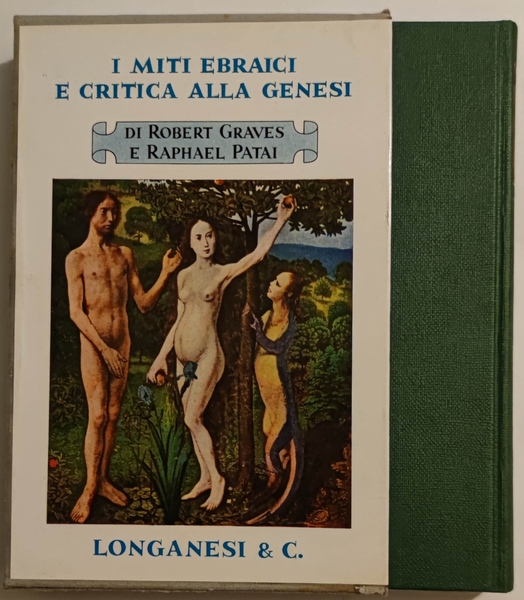 I MITI EBRAICI
E CRITICA ALLA GENESI
DI ROBERT GRAVES
E RAPHAEL PATAI
LONGANESI & C.